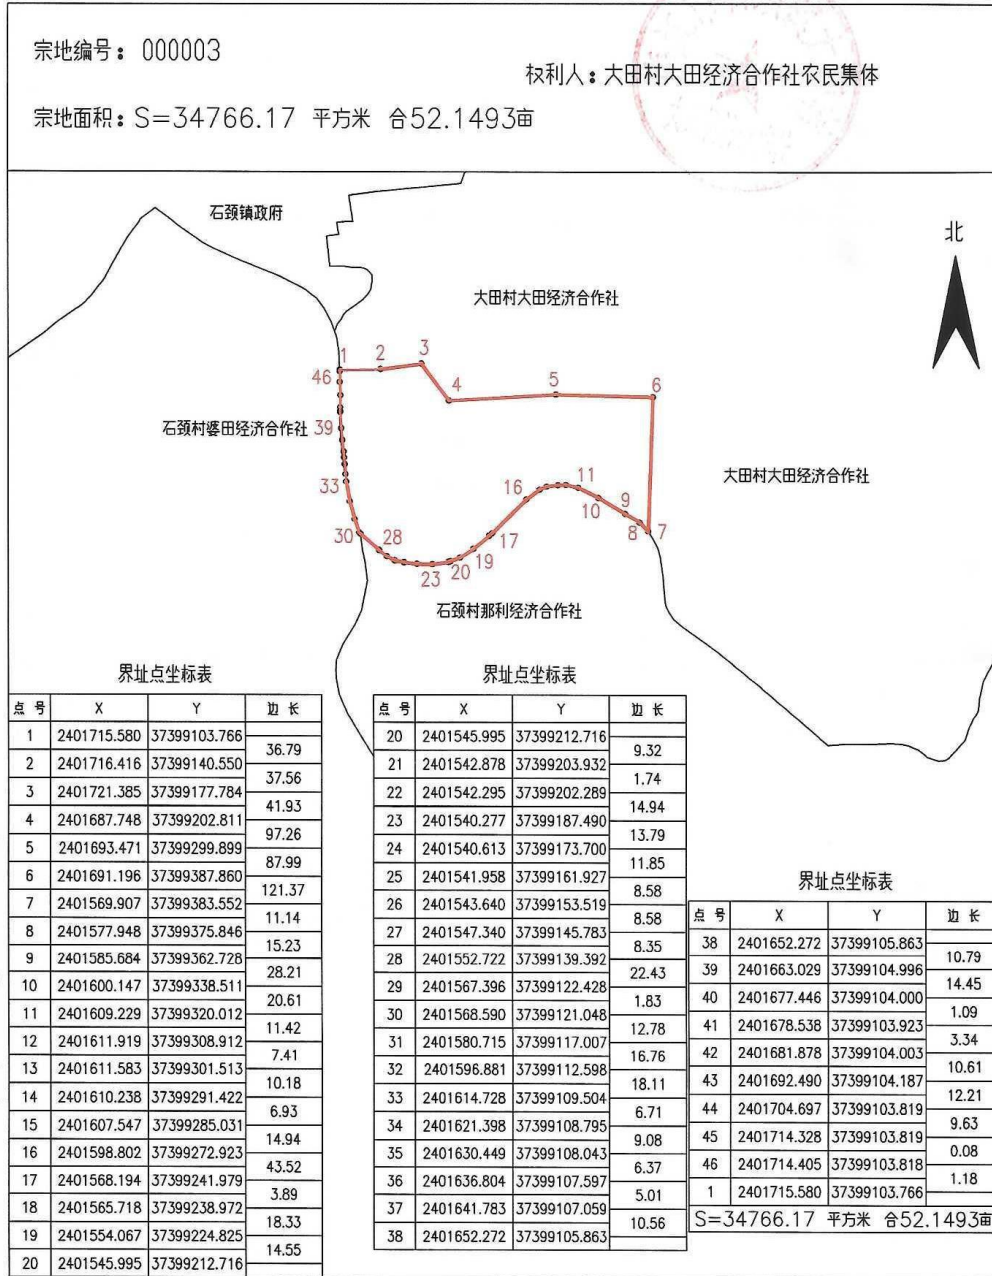 宗地编号：000003
权利人：大田村大田经济合作社农民集体
宗地面积：S=34766.17 平方米 合52.1493亩
石颈镇政府
北
大田村大田经济合作社
1 2 3 4 5 6
46
石颈村婆田经济合作社 39
大田村大田经济合作社
33 16 11 10 9 8 7
30 28 23 20 19 17
石颈村那利经济合作社
界址点坐标表
点号 X Y 边长
1 2401715.580 37399103.766
36.79
2 2401716.416 37399140.550
37.56
3 2401721.385 37399177.784
41.93
4 2401687.748 37399202.811
97.26
5 2401693.471 37399299.899
87.99
6 2401691.196 37399387.860
121.37
7 2401569.907 37399383.552
11.14
8 2401577.948 37399375.846
15.23
9 2401585.684 37399362.728
28.21
10 2401600.147 37399338.511
20.61
11 2401609.229 37399320.012
11.42
12 2401611.919 37399308.912
7.41
13 2401611.583 37399301.513
10.18
14 2401610.238 37399291.422
6.93
15 2401607.547 37399285.031
14.94
16 2401598.802 37399272.923
43.52
17 2401568.194 37399241.979
3.89
18 2401565.718 37399238.972
18.33
19 2401554.067 37399224.825
14.55
20 2401545.995 37399212.716
界址点坐标表
点号 X Y 边长
20 2401545.995 37399212.716
9.32
21 2401542.878 37399203.932
1.74
22 2401542.295 37399202.289
14.94
23 2401540.277 37399187.490
13.79
24 2401540.613 37399173.700
11.85
25 2401541.958 37399161.927
8.58
26 2401543.640 37399153.519
8.58
27 2401547.340 37399145.783
8.35
28 2401552.722 37399139.392
22.43
29 2401567.396 37399122.428
1.83
30 2401568.590 37399121.048
12.78
31 2401580.715 37399117.007
16.76
32 2401596.881 37399112.598
18.11
33 2401614.728 37399109.504
6.71
34 2401621.398 37399108.795
9.08
35 2401630.449 37399108.043
6.37
36 2401636.804 37399107.597
5.01
37 2401641.783 37399107.059
10.56
38 2401652.272 37399105.863
界址点坐标表
点号 X Y 边长
38 2401652.272 37399105.863
10.79
39 2401663.029 37399104.996
14.45
40 2401677.446 37399104.000
1.09
41 2401678.538 37399103.923
3.34
42 2401681.878 37399104.003
10.61
43 2401692.490 37399104.187
12.21
44 2401704.697 37399103.819
9.63
45 2401714.328 37399103.819
0.08
46 2401714.405 37399103.818
1.18
1 2401715.580 37399103.766
S=34766.17 平方米 合52.1493亩